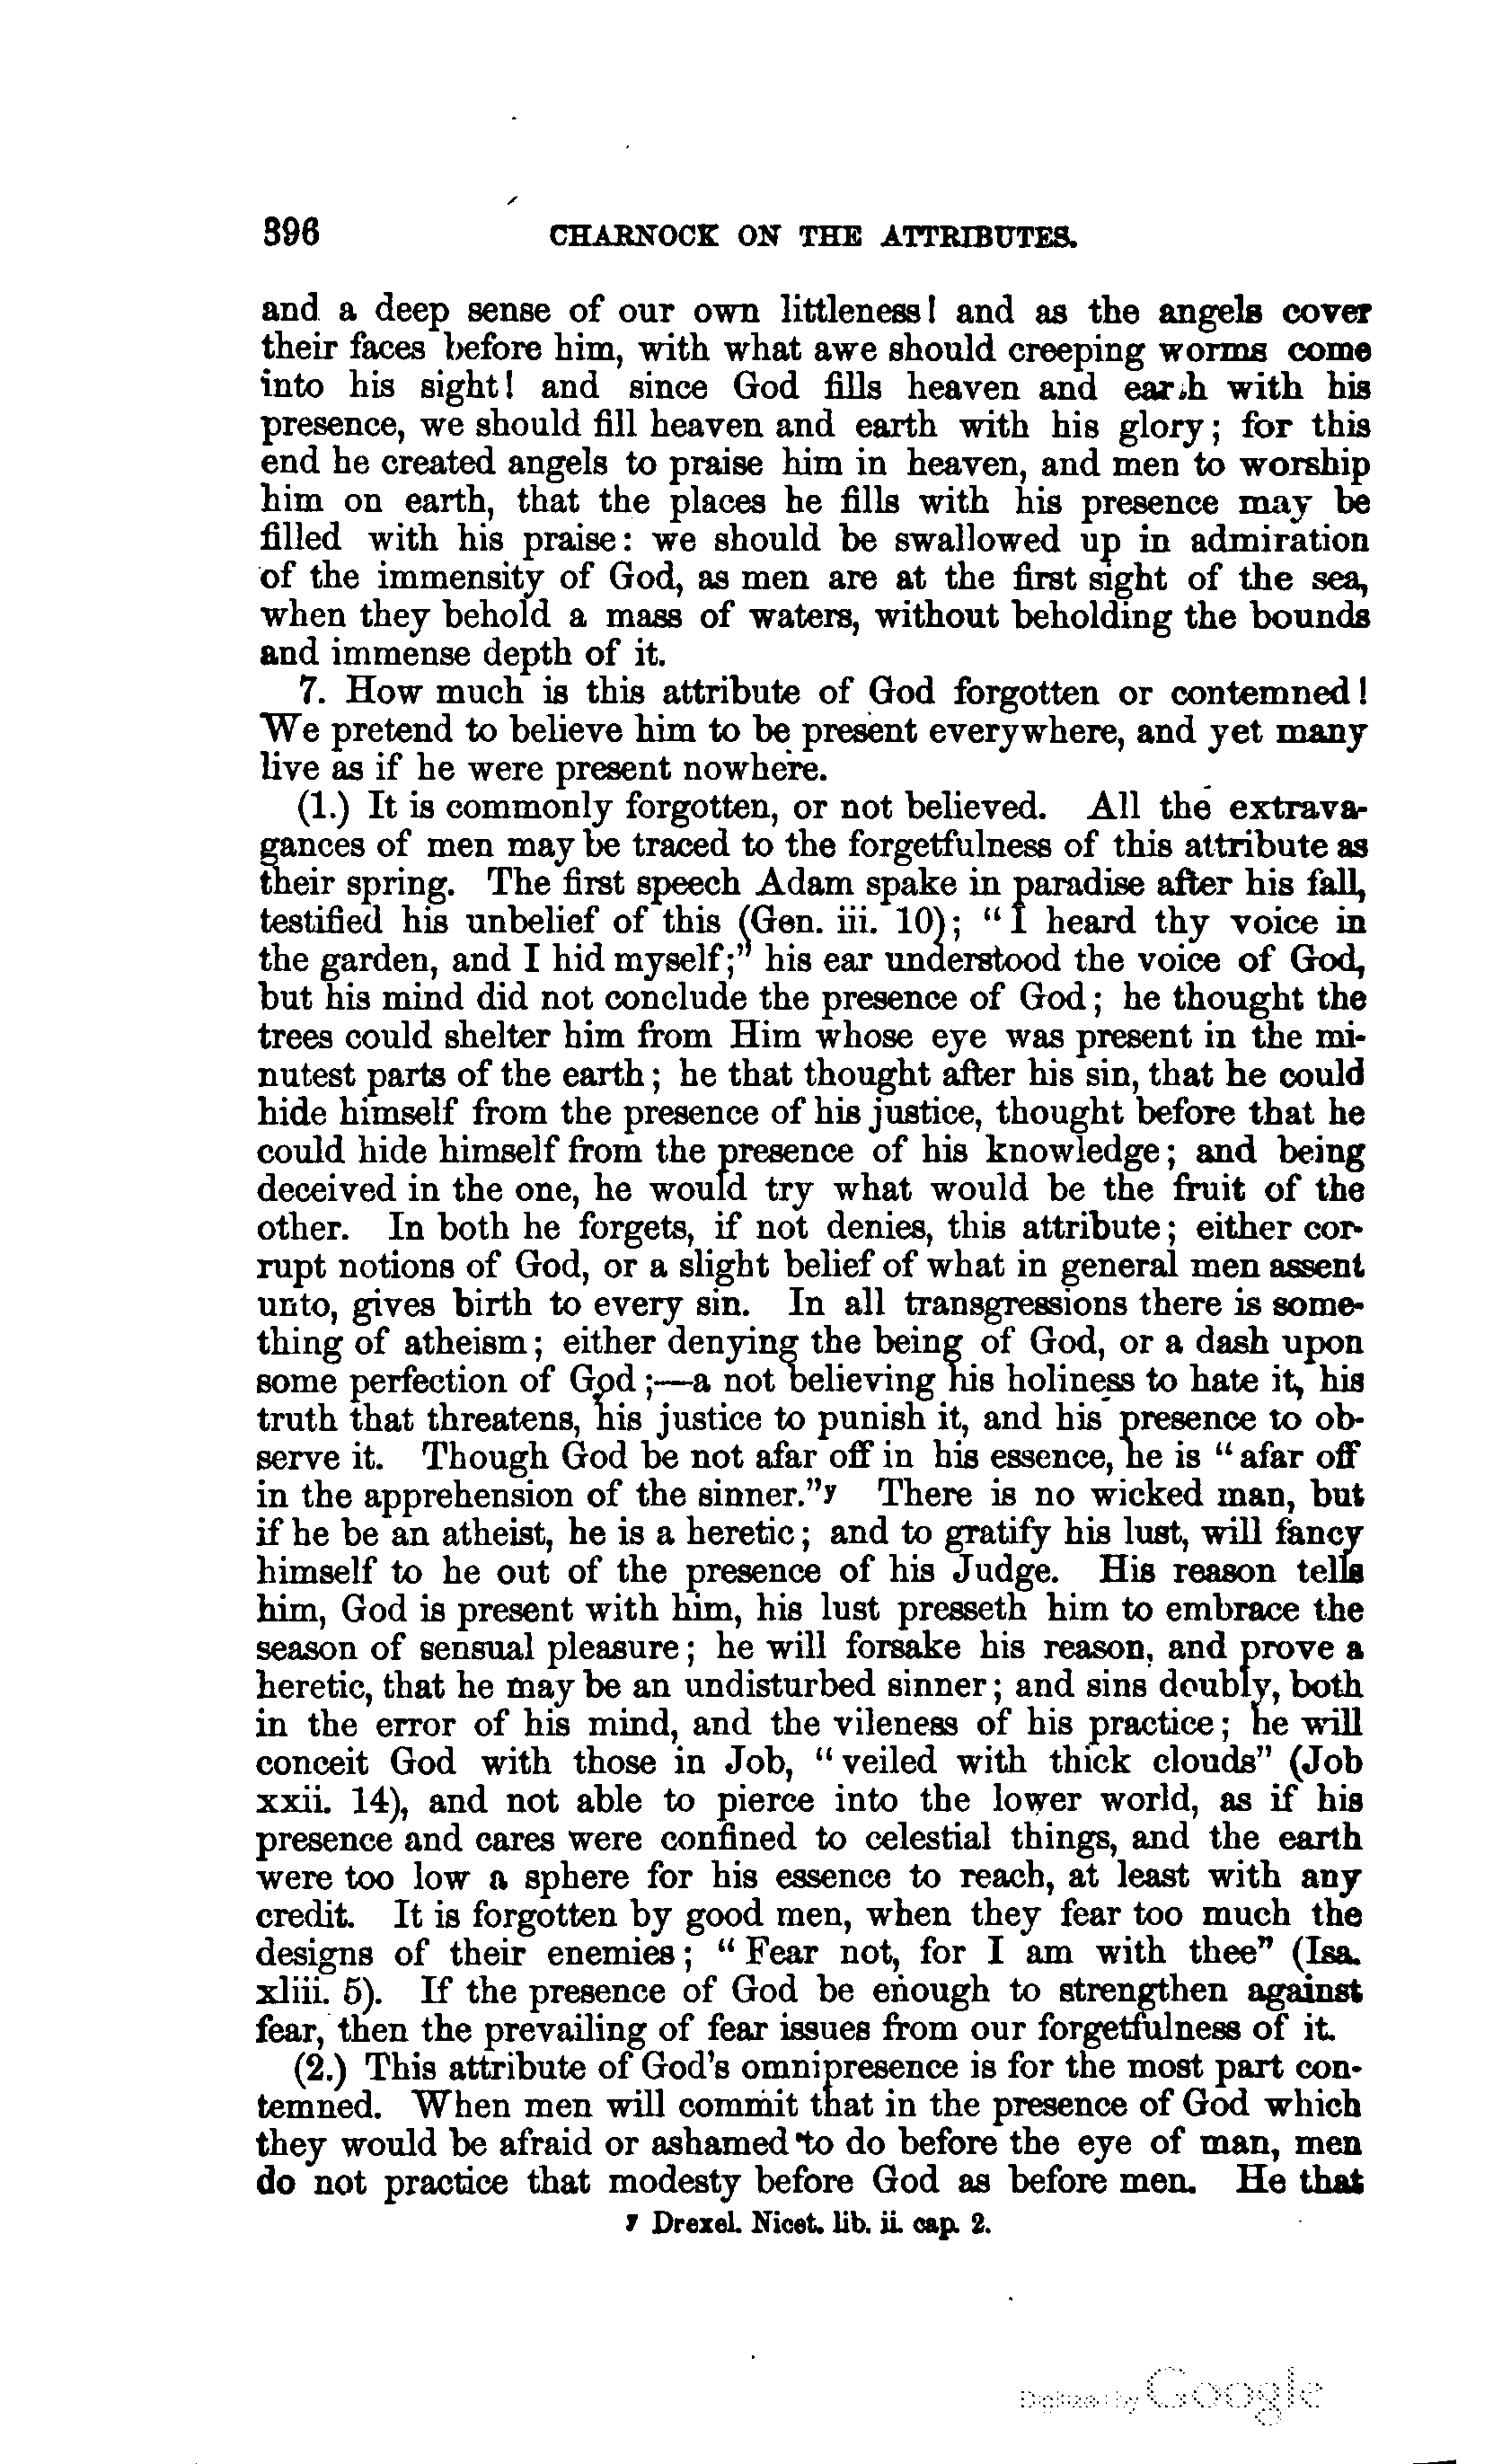 396 CHARNOCK ON THE ATTRIBUTES.
and a deep sense of our own littleness! and as the angels cover
their faces before him, with what awe should creeping worms come
into his sight! and since God fills heaven and earth with his
presence, we should fill heaven and earth with his glory; for this
end he created angels to praise him in heaven, and men to worship
him on earth, that the places he fills with his presence may be
filled with his praise: we should be swallowed up in admiration
of the immensity of God, as men are at the first sight of the sea,
when they behold a mass of waters, without beholding the bounds
and immense depth of it.
7. How much is this attribute of God forgotten or contemned!
We pretend to believe him to be present everywhere, and yet many
live as if he were present nowhere.
(1.) It is commonly forgotten, or not believed. All the extrava-
gances of men may be traced to the forgetfulness of this attribute as
their spring. The first speech Adam spake in paradise after his fall,
testified his unbelief of this (Gen. iii. 10); "I heard thy voice in
the garden, and I hid myself;" his ear understood the voice of God,
but his mind did not conclude the presence of God; he thought the
trees could shelter him from Him whose eye was present in the mi-
nutest parts of the earth; he that thought after his sin, that he could
hide himself from the presence of his justice, thought before that he
could hide himself from the presence of his knowledge; and being
deceived in the one, he would try what would be the fruit of the
other. In both he forgets, if not denies, this attribute; either cor-
rupt notions of God, or a slight belief of what in general men assent
unto, gives birth to every sin. In all transgressions there is some-
thing of atheism; either denying the being of God, or a dash upon
some perfection of God;—a not believing his holiness to hate it, his
truth that threatens, his justice to punish it, and his presence to ob-
serve it. Though God be not afar off in his essence, he is "afar off
in the apprehension of the sinner."y There is no wicked man, but
if he be an atheist, he is a heretic; and to gratify his lust, will fancy
himself to he out of the presence of his Judge. His reason tells
him, God is present with him, his lust presseth him to embrace the
season of sensual pleasure; he will forsake his reason, and prove a
heretic, that he may be an undisturbed sinner; and sins doubly, both
in the error of his mind, and the vileness of his practice; he will
conceit God with those in Job, "veiled with thick clouds" (Job
xxii. 14), and not able to pierce into the lower world, as if his
presence and cares were confined to celestial things, and the earth
were too low a sphere for his essence to reach, at least with any
credit. It is forgotten by good men, when they fear too much the
designs of their enemies; "Fear not, for I am with thee" (Isa.
xliii. 5). If the presence of God be enough to strengthen against
fear, then the prevailing of fear issues from our forgetfulness of it.
(2.) This attribute of God's omnipresence is for the most part con-
temned. When men will commit that in the presence of God which
they would be afraid or ashamed to do before the eye of man, men
do not practice that modesty before God as before men. He that
y Drexel. Nicet. lib. ii. cap. 2.
Digitized by Google